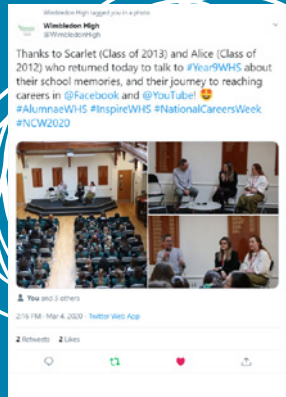 Wimbledon High tagged you in a photo
Wimbledon High
@WimbledonHigh
Thanks to Scarlet (Class of 2013) and Alice (Class of
2012) who returned today to talk to #Year9WHS about
their school memories, and their journey to reaching
careers in @Facebook and @YouTube! 😍
#AlumnaeWHS #InspireWHS #NationalCareersWeek
#NCW2020
You and 3 others
2:16 PM · Mar 4, 2020 · Twitter Web App
2 Retweets 2 Likes